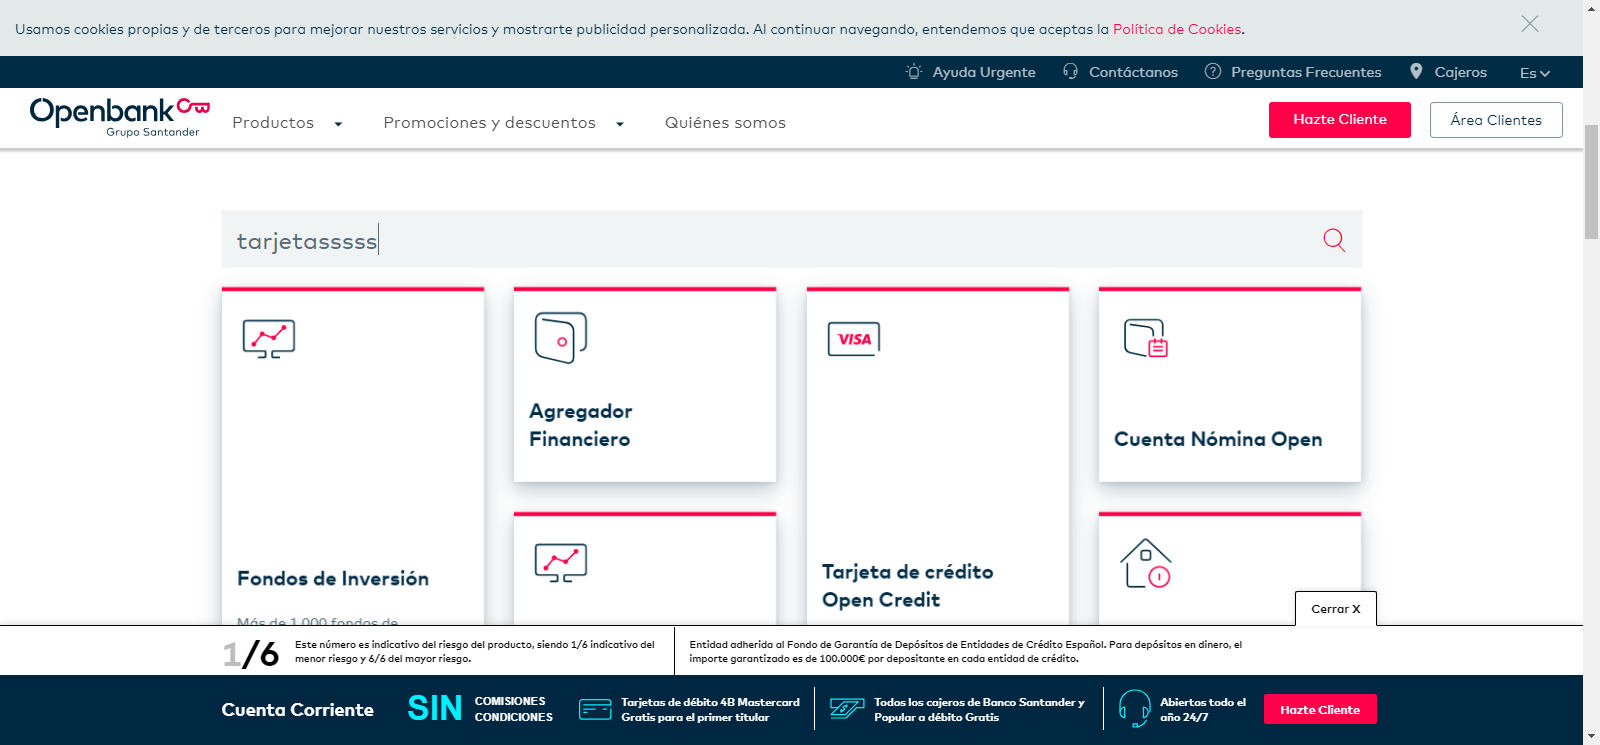 Usamos cookies propias y de terceros para mejorar nuestros servicios y mostrarte publicidad personalizada. Al continuar navegando, entendemos que aceptas la Política de Cookies.
Ayuda Urgente
Contáctanos
Preguntas Frecuentes
Cajeros
Es
Openbank
Grupo Santander
Productos
Promociones y descuentos
Quiénes somos
Hazte Cliente
Área Clientes
tarjetasssss
Agregador
Financiero
VISA
Cuenta Nómina Open
Fondos de Inversión
Más de 1.000 fondos de
Tarjeta de crédito
Open Credit
Cerrar X
1/6
Este número es indicativo del riesgo del producto, siendo 1/6 indicativo del
menor riesgo y 6/6 del mayor riesgo.
Entidad adherida al Fondo de Garantía de Depósitos de Entidades de Crédito Español. Para depósitos en dinero, el
importe garantizado es de 100.000€ por depositante en cada entidad de crédito.
Cuenta Corriente
SIN
COMISIONES
CONDICIONES
Tarjetas de débito 4B Mastercard
Gratis para el primer titular
Todos los cajeros de Banco Santander y
Popular a débito Gratis
Abiertos todo el
año 24/7
Hazte Cliente